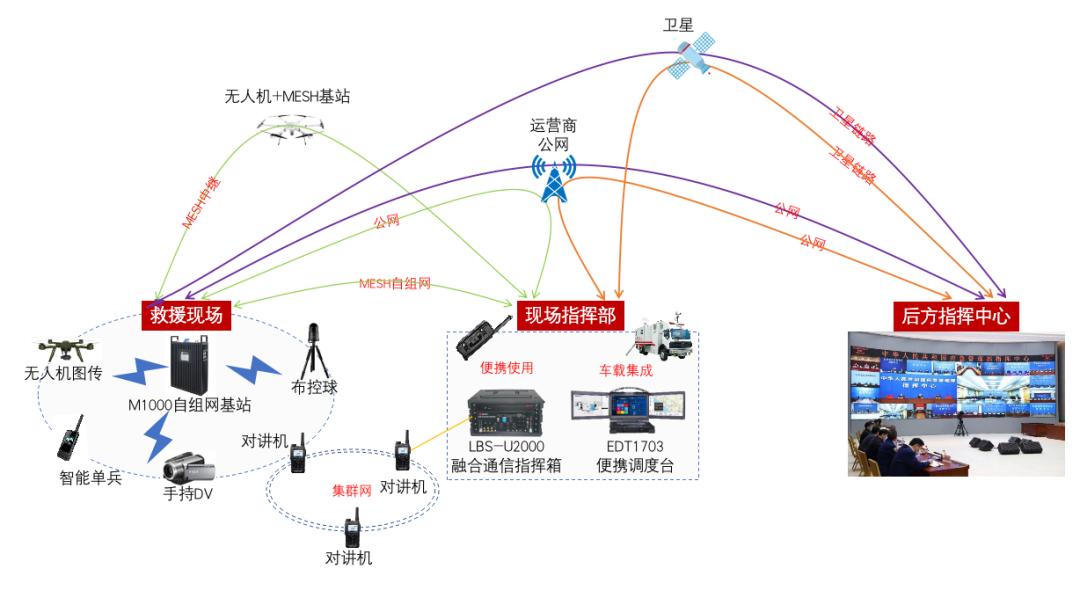 卫星
无人机+MESH基站
运营商
公网
卫星链路
卫星链路
MESH中继
公网
公网
公网
MESH自组网
救援现场
现场指挥部
后方指挥中心
无人机图传
M1000自组网基站
布控球
智能单兵
手持DV
对讲机
集群网
对讲机
对讲机
便携使用
车载集成
LBS-U2000
融合通信指挥箱
EDT1703
便携调度台
指挥中心